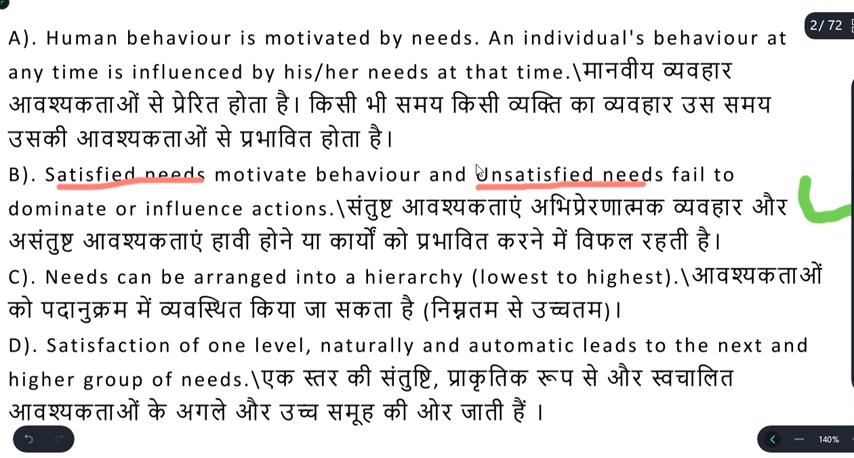 2/72
A). Human behaviour is motivated by needs. An individual's behaviour at
any time is influenced by his/her needs at that time.\मानवीय व्यवहार
आवश्यकताओं से प्रेरित होता है। किसी भी समय किसी व्यक्ति का व्यवहार उस समय
उसकी आवश्यकताओं से प्रभावित होता है।
B). Satisfied needs motivate behaviour and Unsatisfied needs fail to
dominate or influence actions.\संतुष्ट आवश्यकताएं अभिप्रेरणात्मक व्यवहार और
असंतुष्ट आवश्यकताएं हावी होने या कार्यों को प्रभावित करने में विफल रहती है।
C). Needs can be arranged into a hierarchy (lowest to highest).\आवश्यकताओं
को पदानुक्रम में व्यवस्थित किया जा सकता है (निम्नतम से उच्चतम)।
D). Satisfaction of one level, naturally and automatic leads to the next and
higher group of needs.\एक स्तर की संतुष्टि, प्राकृतिक रूप से और स्वचालित
आवश्यकताओं के अगले और उच्च समूह की ओर जाती हैं ।
140%